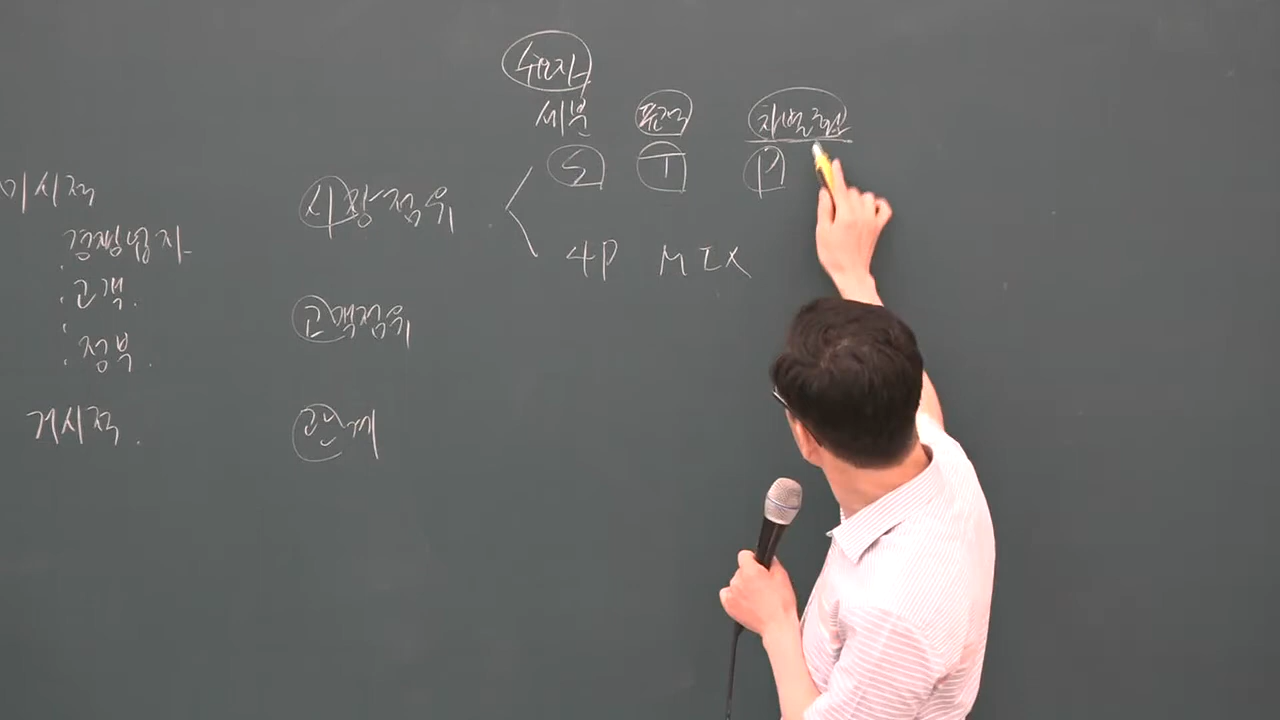 수요자
세분 표적 차별화
S T P
미시적
경쟁업자
고객.
정부.
거시적.
시장점유
고객점유
관계
4P MIX